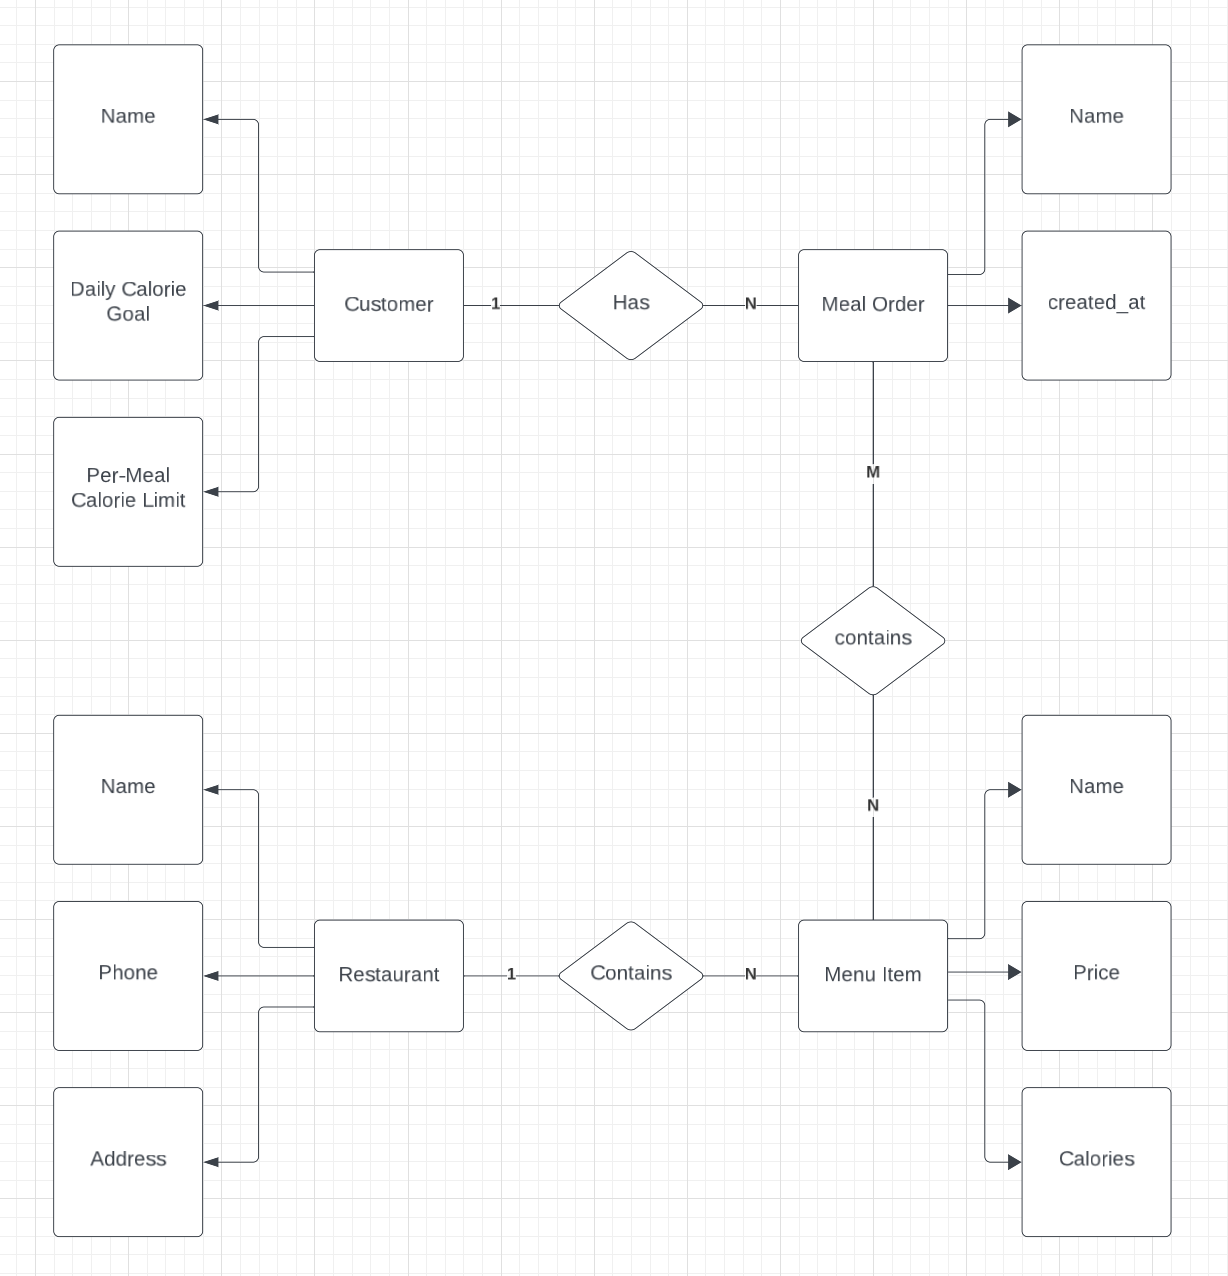 Name
Name
Daily Calorie
Goal
Customer
1
Has
N
Meal Order
created_at
Per-Meal
Calorie Limit
M
contains
N
Name
Name
Phone
Restaurant
1
Contains
N
Menu Item
Price
Address
Calories